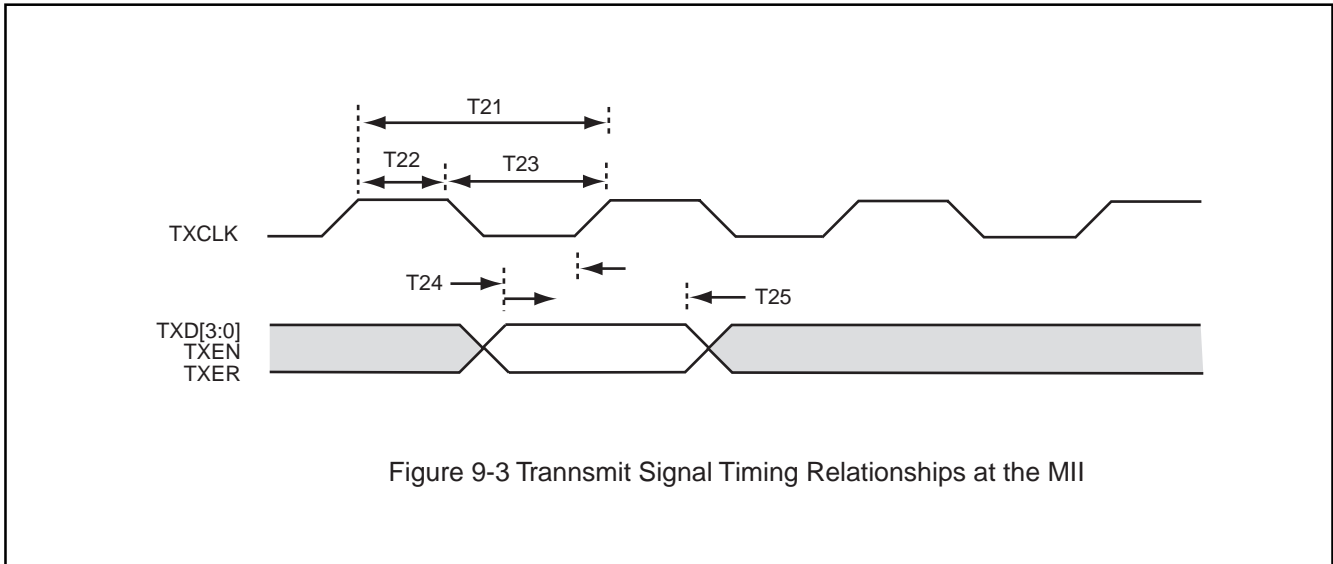 T21
T22
T23
TXCLK
T24
T25
TXD[3:0]
TXEN
TXER
Figure 9-3 Trannsmit Signal Timing Relationships at the MII